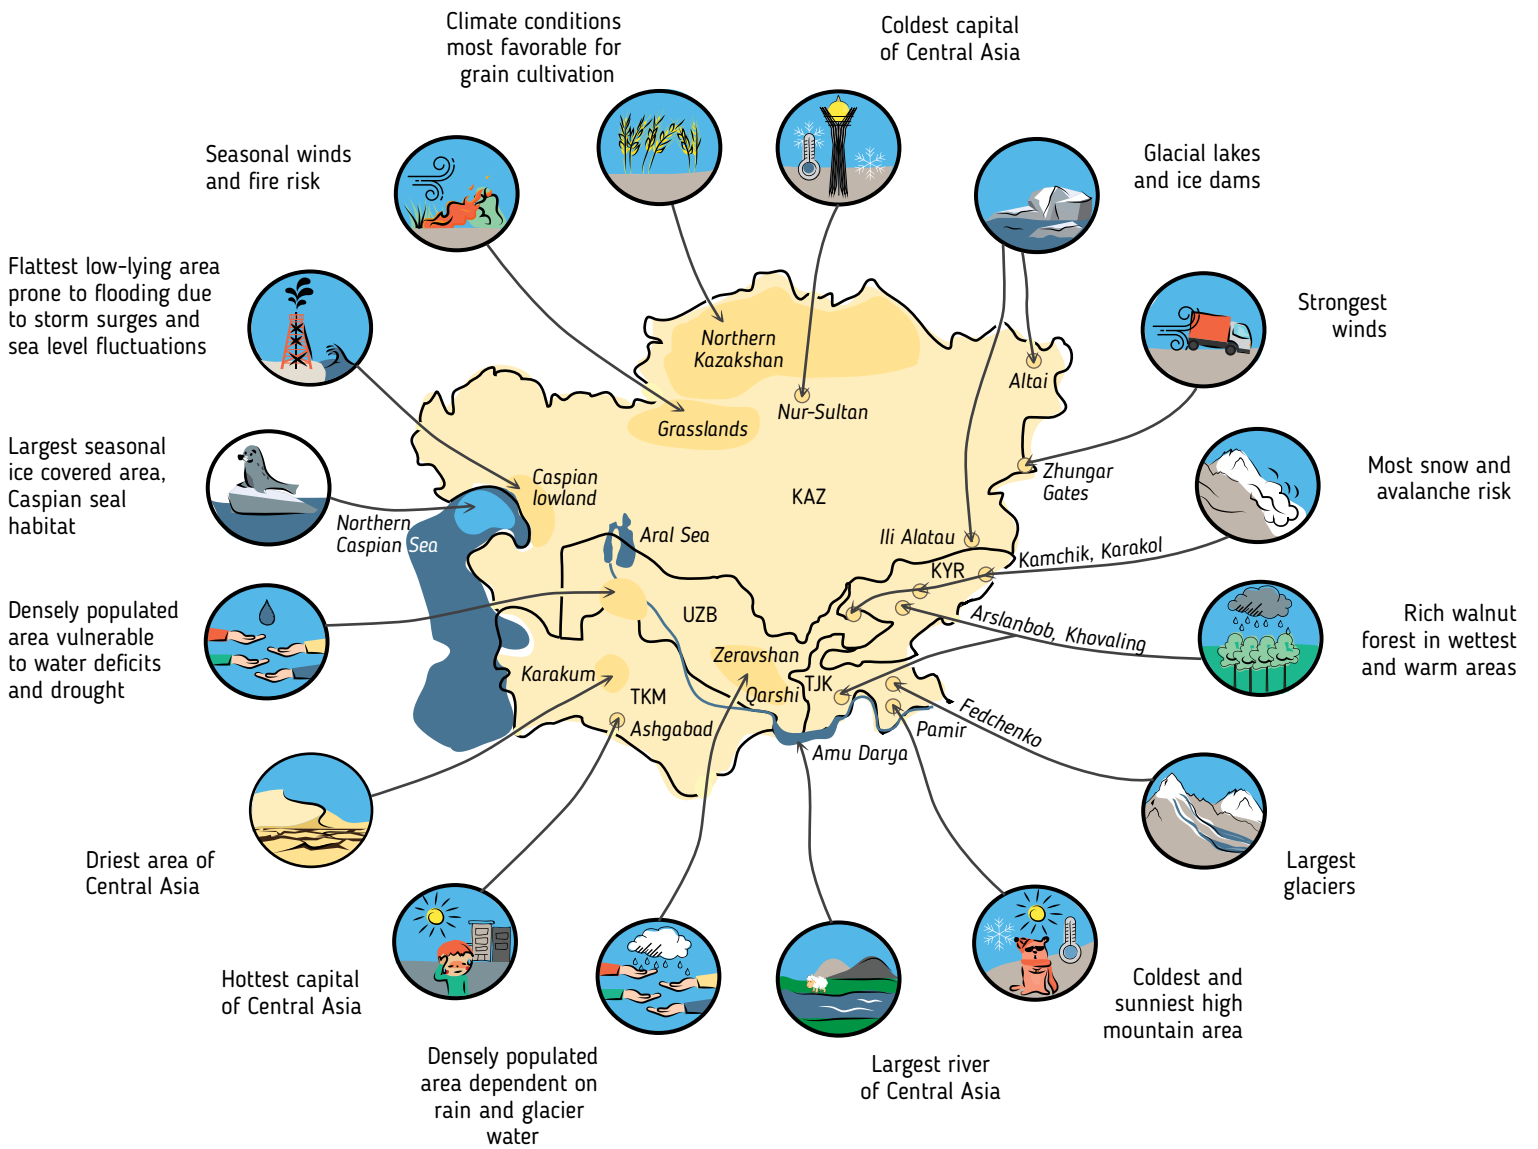 Climate conditions
most favorable for
grain cultivation
Coldest capital
of Central Asia
Seasonal winds
and fire risk
Glacial lakes
and ice dams
Flattest low-lying area
prone to flooding due
to storm surges and
sea level fluctuations
Strongest
winds
Northern
Kazakshan
Altai
Nur-Sultan
Grasslands
Largest seasonal
ice covered area,
Caspian seal
habitat
Caspian
lowland
KAZ
Zhungar
Gates
Most snow and
avalanche risk
Northern
Caspian Sea
Aral Sea
Ili Alatau
Kamchik, Karakol
KYR
Densely populated
area vulnerable
to water deficits
and drought
UZB
Arslanbob, Khovaling
Rich walnut
forest in wettest
and warm areas
Zeravshan
Karakum
TKM
Qarshi
TJK
Ashgabad
Amu Darya
Pamir
Fedchenko
Driest area of
Central Asia
Largest
glaciers
Hottest capital
of Central Asia
Coldest and
sunniest high
mountain area
Densely populated
area dependent on
rain and glacier
water
Largest river
of Central Asia